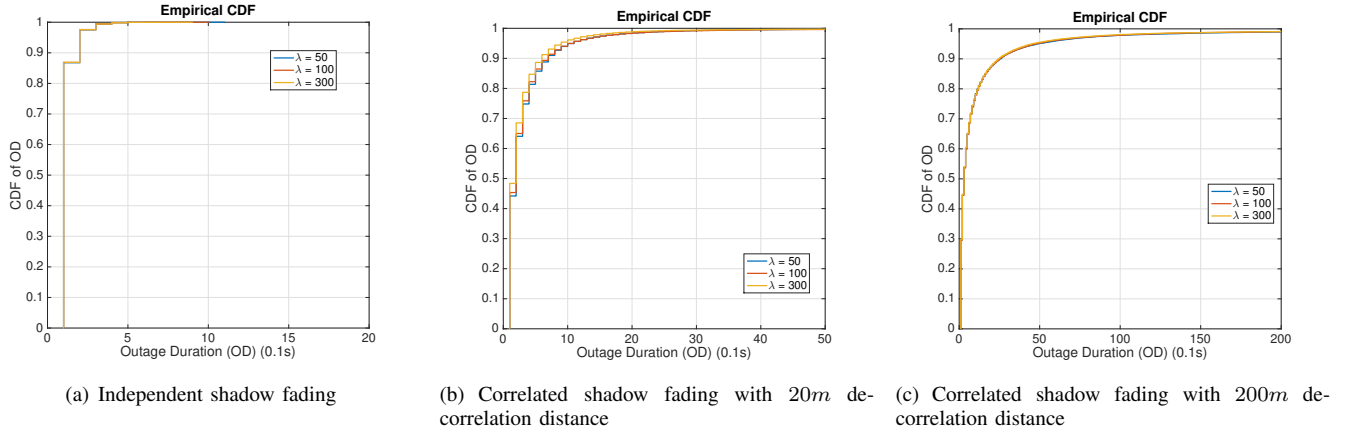 Empirical CDF
CDF of OD
1
0.9
0.8
0.7
0.6
0.5
0.4
0.3
0.2
0.1
0
λ = 50
λ = 100
λ = 300
0 5 10 15 20
Outage Duration (OD) (0.1s)
(a) Independent shadow fading
Empirical CDF
CDF of OD
1
0.9
0.8
0.7
0.6
0.5
0.4
0.3
0.2
0.1
0
λ = 50
λ = 100
λ = 300
0 10 20 30 40 50
Outage Duration (OD) (0.1s)
(b) Correlated shadow fading with 20m de-
correlation distance
Empirical CDF
CDF of OD
1
0.9
0.8
0.7
0.6
0.5
0.4
0.3
0.2
0.1
0
λ = 50
λ = 100
λ = 300
0 50 100 150 200
Outage Duration (OD) (0.1s)
(c) Correlated shadow fading with 200m de-
correlation distance